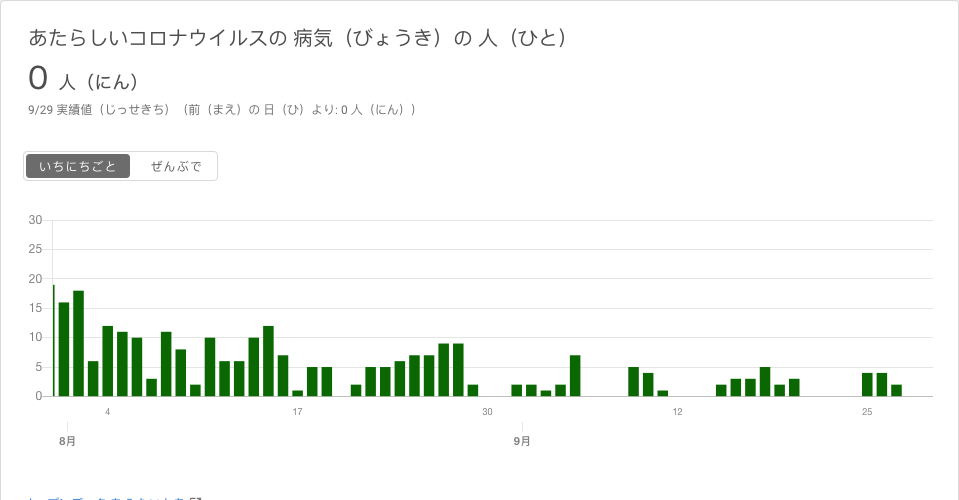 あたらしいコロナウイルスの 病気（びょうき）の 人（ひと）
0 人（にん）
9/29 実績値（じっせきち）（前（まえ）の 日（ひ）より: 0 人（にん））
いちにちごと ぜんぶで
30
25
20
15
10
5
0
4 17 30 12 25
8月 9月